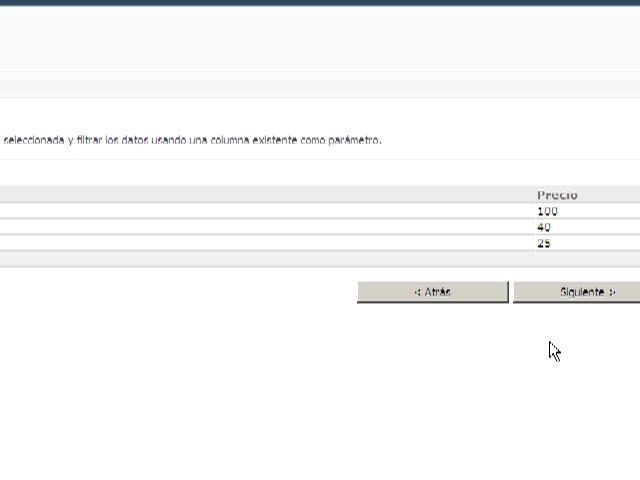 seleccionada y filtrar los datos usando una columna existente como parámetro.
Precio
100
40
25
< Atrás
Siguiente >